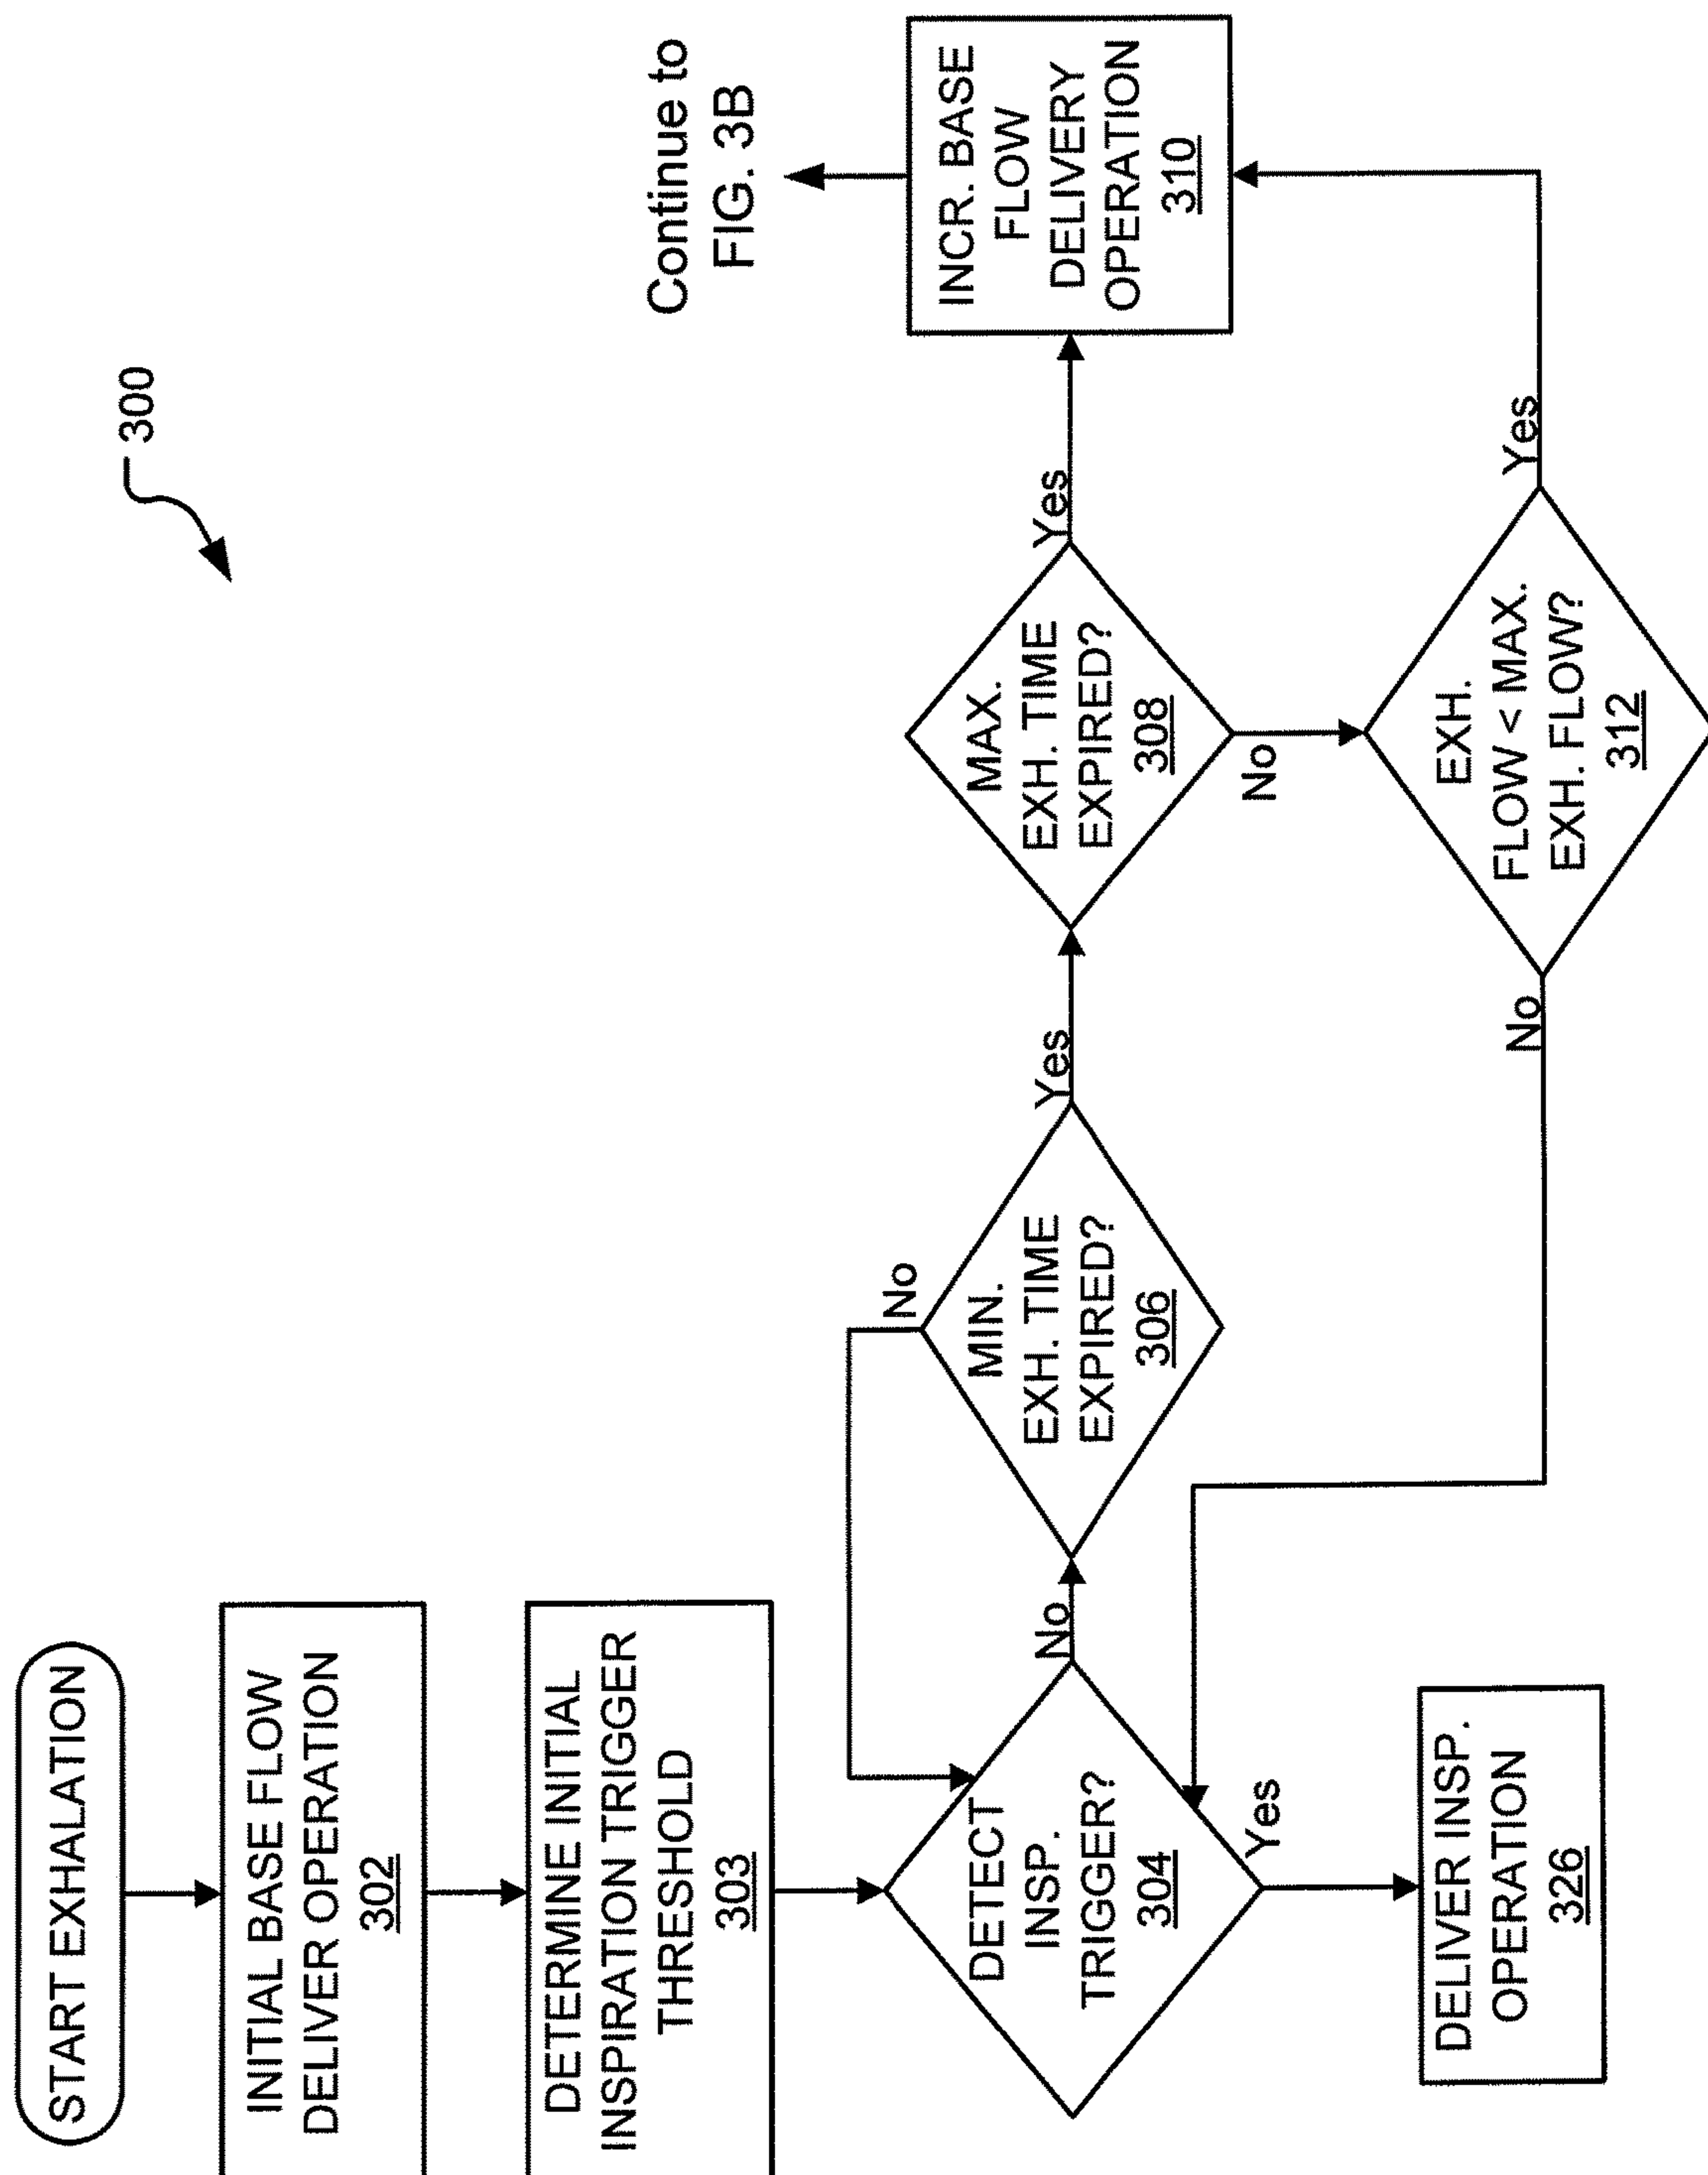 300
START EXHALATION
INITIAL BASE FLOW
DELIVER OPERATION
302
DETERMINE INITIAL
INSPIRATION TRIGGER
THRESHOLD
303
DETECT
INSP.
TRIGGER?
304
No
Yes
DELIVER INSP.
OPERATION
326
MIN.
EXH. TIME
EXPIRED?
306
No
Yes
MAX.
EXH. TIME
EXPIRED?
308
Yes
No
EXH.
FLOW < MAX.
EXH. FLOW?
312
No
Yes
INCR. BASE
FLOW
DELIVERY
OPERATION
310
Continue to
FIG. 3B